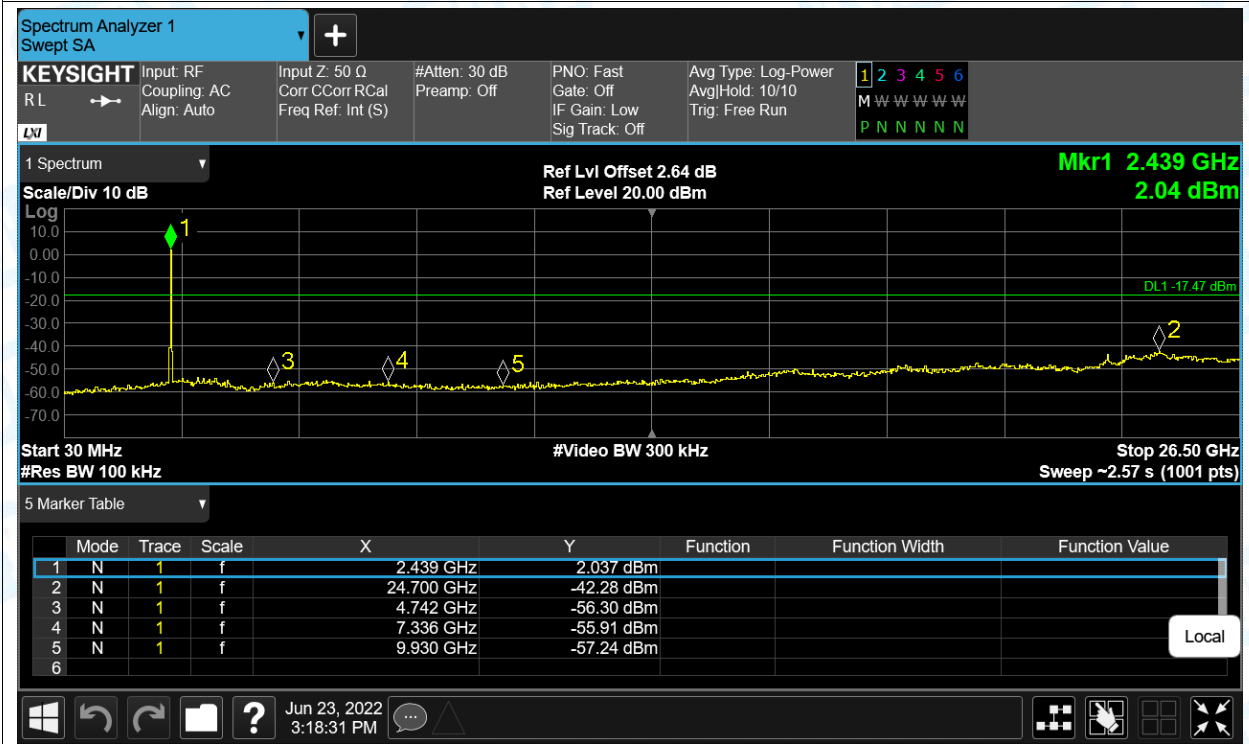 Spectrum Analyzer 1
Swept SA
+
KEYSIGHT
R L
LXI
Input: RF
Coupling: AC
Align: Auto
Input Z: 50 Ω
Corr CCorr RCal
Freq Ref: Int (S)
#Atten: 30 dB
Preamp: Off
PNO: Fast
Gate: Off
IF Gain: Low
Sig Track: Off
Avg Type: Log-Power
Avg|Hold: 10/10
Trig: Free Run
1 2 3 4 5 6
M W W W W W
P N N N N N
1 Spectrum
Scale/Div 10 dB
Ref Lvl Offset 2.64 dB
Ref Level 20.00 dBm
Mkr1 2.439 GHz
2.04 dBm
Log
10.0
0.00
-10.0
-20.0
-30.0
-40.0
-50.0
-60.0
-70.0
1
DL1 -17.47 dBm
2
3
4
5
Start 30 MHz
#Res BW 100 kHz
#Video BW 300 kHz
Stop 26.50 GHz
Sweep ~2.57 s (1001 pts)
5 Marker Table
Mode Trace Scale X Y Function Function Width Function Value
1 N 1 f 2.439 GHz 2.037 dBm
2 N 1 f 24.700 GHz -42.28 dBm
3 N 1 f 4.742 GHz -56.30 dBm
4 N 1 f 7.336 GHz -55.91 dBm
5 N 1 f 9.930 GHz -57.24 dBm
6
Local
?
Jun 23, 2022
3:18:31 PM